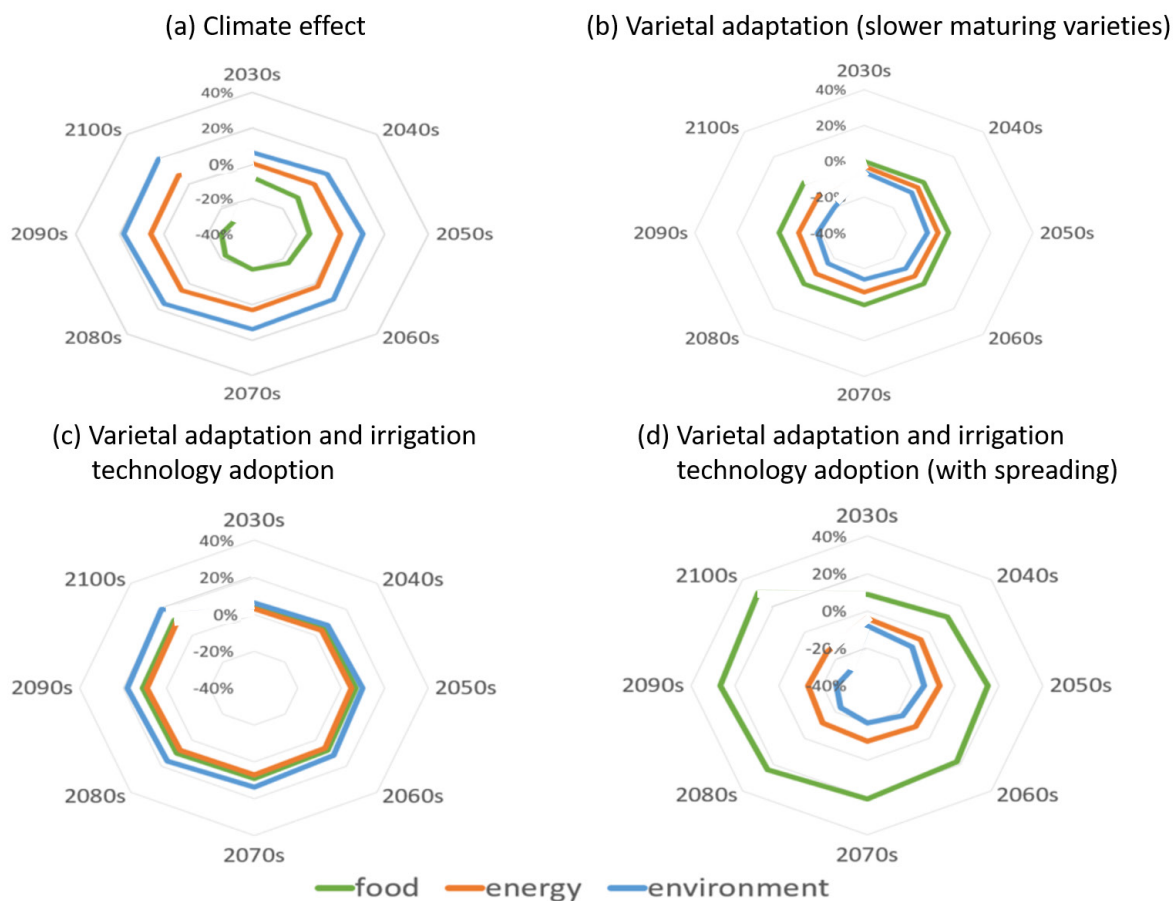 (a) Climate effect
2030s
40%
20%
0%
-20%
-40%
2040s
2050s
2060s
2070s
2080s
2090s
2100s
(b) Varietal adaptation (slower maturing varieties)
2030s
40%
20%
0%
-20%
-40%
2040s
2050s
2060s
2070s
2080s
2090s
2100s
(c) Varietal adaptation and irrigation
technology adoption
2030s
40%
20%
0%
-20%
-40%
2040s
2050s
2060s
2070s
2080s
2090s
2100s
(d) Varietal adaptation and irrigation
technology adoption (with spreading)
2030s
40%
20%
0%
-20%
-40%
2040s
2050s
2060s
2070s
2080s
2090s
2100s
food energy environment